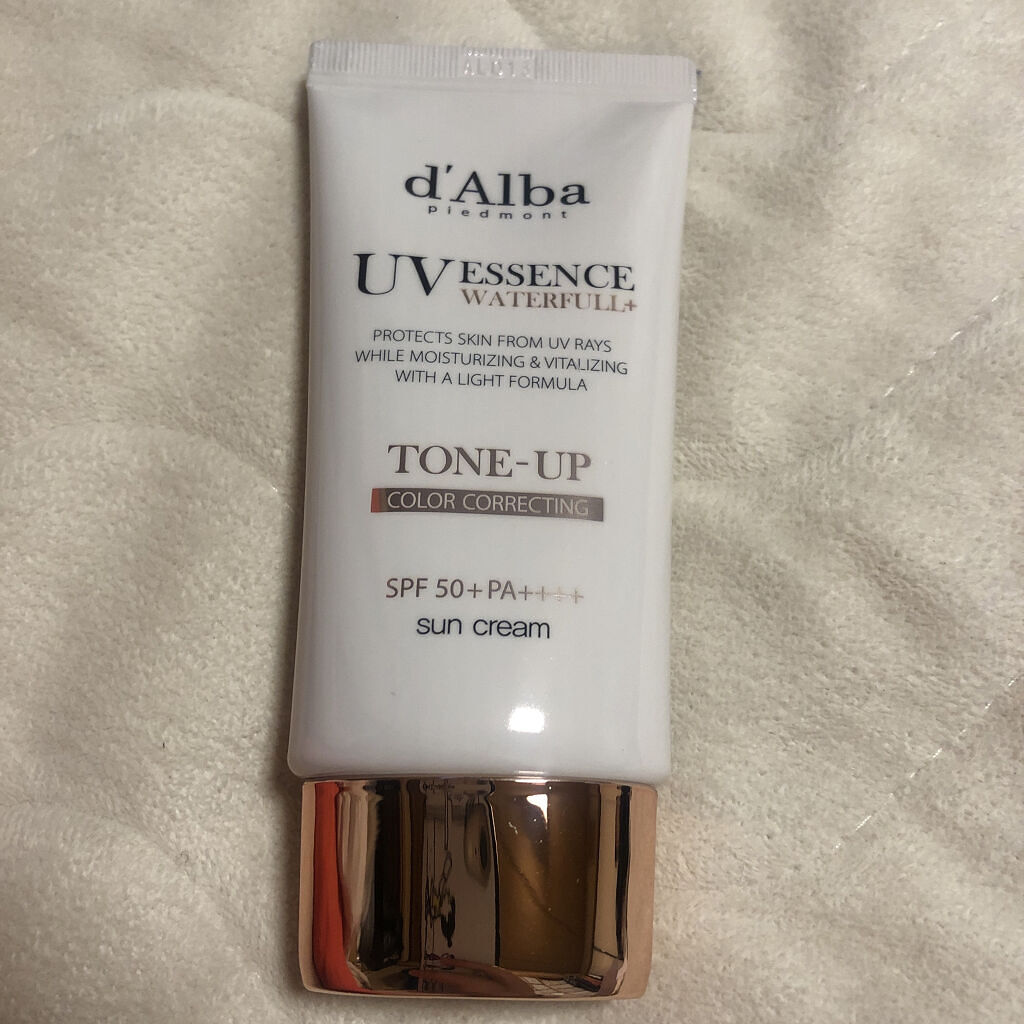 d'Alba
piedmont
UV ESSENCE
WATERFULL+
PROTECTS SKIN FROM UV RAYS
WHILE MOISTURIZING & VITALIZING
WITH A LIGHT FORMULA
TONE-UP
COLOR CORRECTING
SPF 50+ PA++++
sun cream